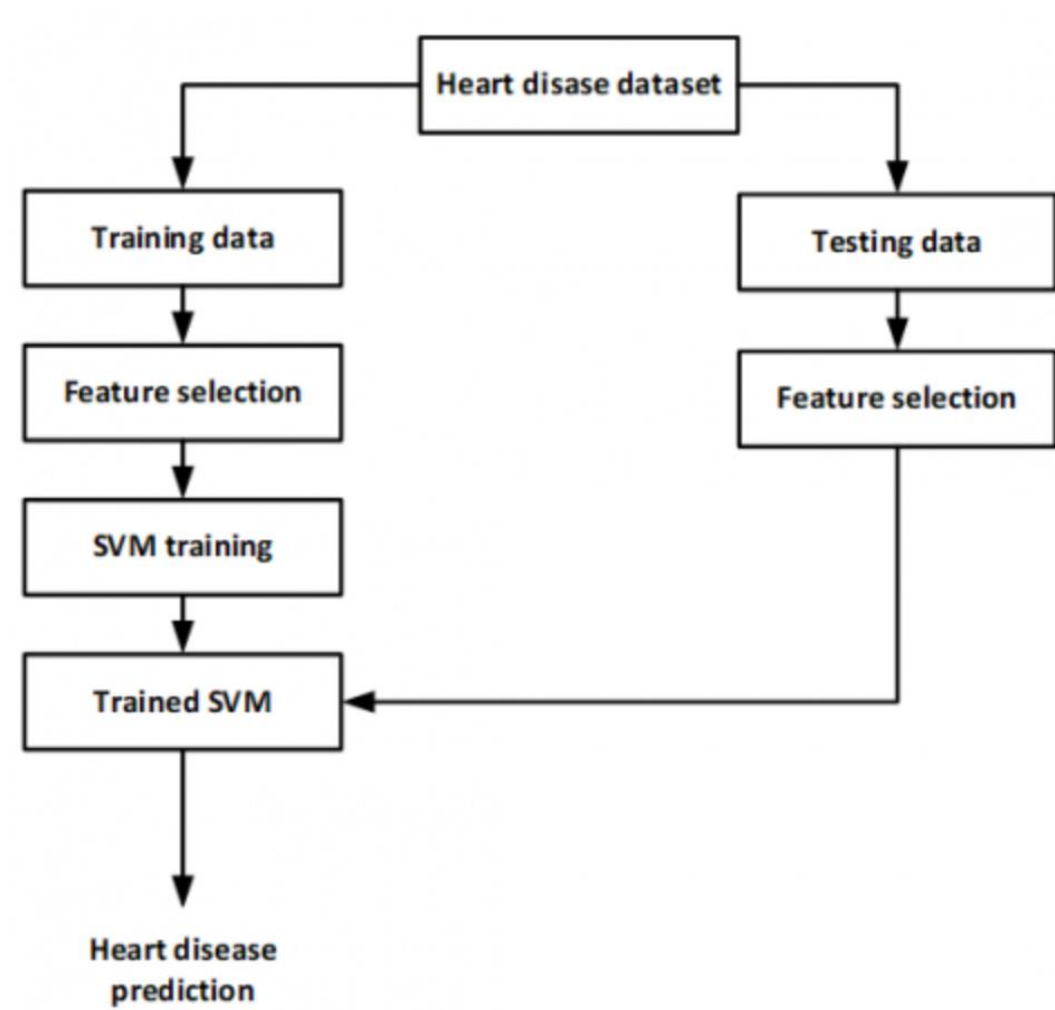 Heart disase dataset
Training data
Testing data
Feature selection
Feature selection
SVM training
Trained SVM
Heart disease
prediction